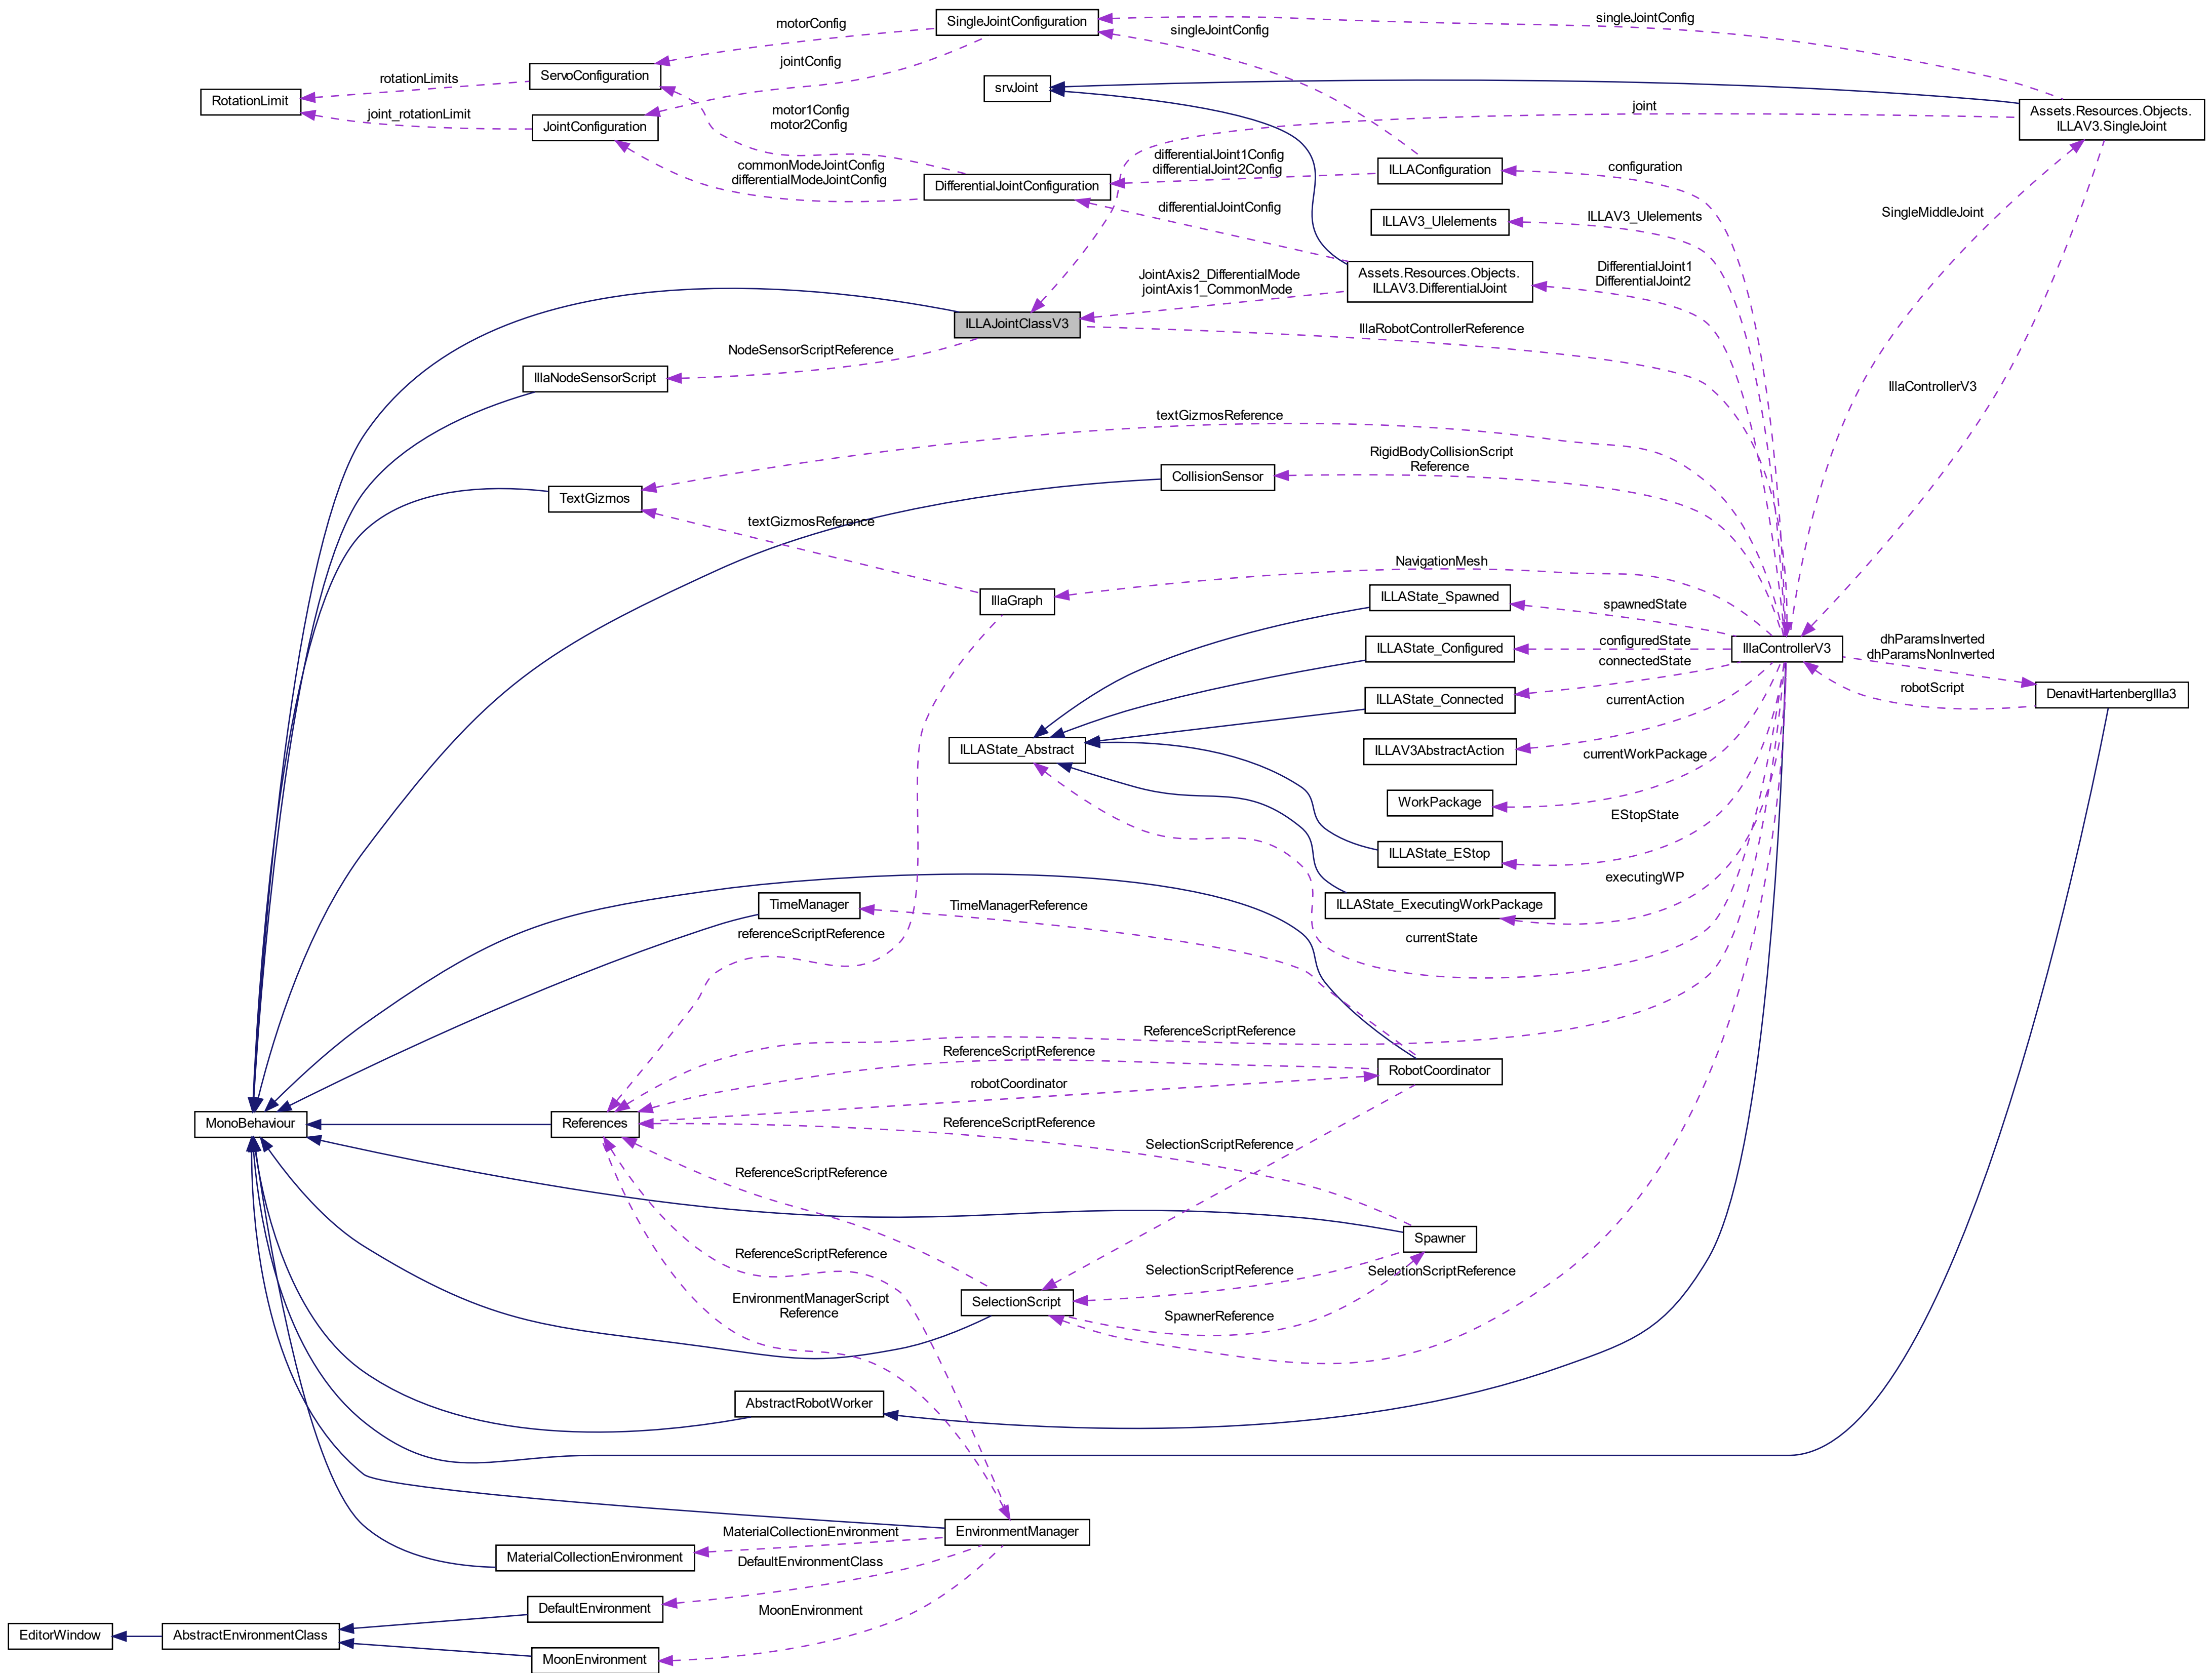 singleJointConfig
SingleJointConfiguration
motorConfig
singleJointConfig
jointConfig
ServoConfiguration
rotationLimits
srvJoint
RotationLimit
Assets.Resources.Objects.
ILLAV3.SingleJoint
joint_rotationLimit
motor1Config
motor2Config
joint
JointConfiguration
differentialJoint1Config
differentialJoint2Config
configuration
commonModeJointConfig
differentialModeJointConfig
ILLAConfiguration
DifferentialJointConfiguration
differentialJointConfig
SingleMiddleJoint
ILLAV3_UIelements
ILLAV3_UIelements
DifferentialJoint1
DifferentialJoint2
JointAxis2_DifferentialMode
jointAxis1_CommonMode
Assets.Resources.Objects.
ILLAV3.DifferentialJoint
ILLAJointClassV3
IllaRobotControllerReference
NodeSensorScriptReference
IllaNodeSensorScript
IllaControllerV3
textGizmosReference
RigidBodyCollisionScript
Reference
CollisionSensor
TextGizmos
textGizmosReference
NavigationMesh
IllaGraph
ILLAState_Spawned
spawnedState
configuredState
ILLAState_Configured
IllaControllerV3
dhParamsInverted
dhParamsNonInverted
connectedState
robotScript
DenavitHartenbergIlla3
ILLAState_Connected
currentAction
ILLAState_Abstract
ILLAV3AbstractAction
currentWorkPackage
WorkPackage
EStopState
ILLAState_EStop
executingWP
TimeManager
TimeManagerReference
ILLAState_ExecutingWorkPackage
referenceScriptReference
currentState
ReferenceScriptReference
ReferenceScriptReference
RobotCoordinator
robotCoordinator
MonoBehaviour
References
ReferenceScriptReference
SelectionScriptReference
ReferenceScriptReference
Spawner
ReferenceScriptReference
SelectionScriptReference
SelectionScriptReference
EnvironmentManagerScript
Reference
SelectionScript
SpawnerReference
AbstractRobotWorker
MaterialCollectionEnvironment
EnvironmentManager
MaterialCollectionEnvironment
DefaultEnvironmentClass
DefaultEnvironment
MoonEnvironment
EditorWindow
AbstractEnvironmentClass
MoonEnvironment